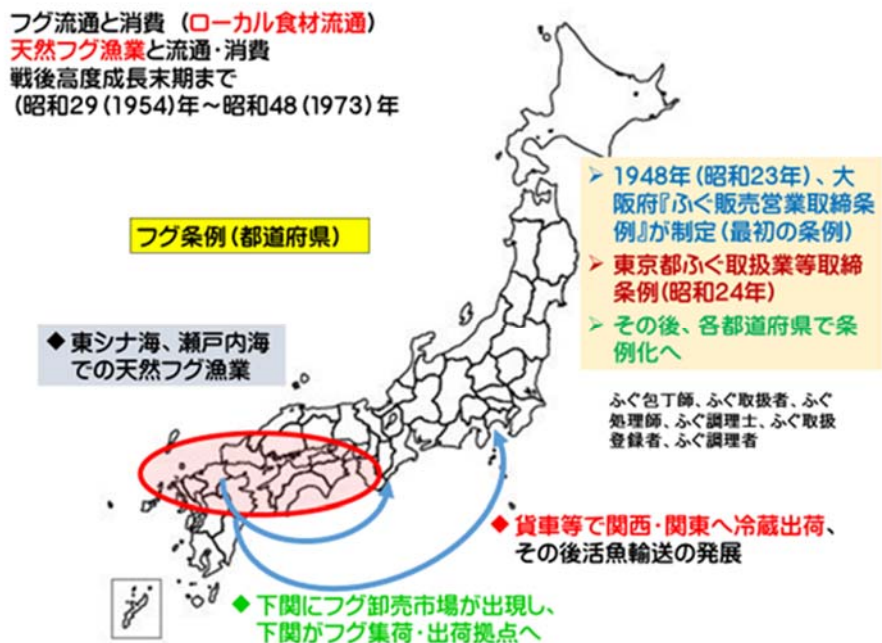 フグ流通と消費 (ローカル食材流通)
天然フグ漁業と流通・消費
戦後高度成長末期まで
(昭和29(1954)年～昭和48(1973)年
フグ条例(都道府県)
◆東シナ海、瀬戸内海
での天然フグ漁業
➢ 1948年(昭和23年)、大
阪府『ふぐ販売営業取締条
例』が制定(最初の条例)
➢ 東京都ふぐ取扱業等取締
条例(昭和24年)
➢ その後、各都道府県で条
例化へ
ふぐ包丁師、ふぐ取扱者、ふぐ
処理師、ふぐ調理士、ふぐ取扱
登録者、ふぐ調理者
◆貨車等で関西・関東へ冷蔵出荷、
その後活魚輸送の発展
◆下関にフグ卸売市場が出現し、
下関がフグ集荷・出荷拠点へ